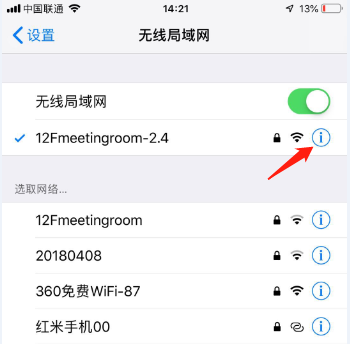 中国联通 14:21 13%
设置 无线局域网
无线局域网
12Fmeetingroom-2.4
选取网络...
12Fmeetingroom
20180408
360免费WiFi-87
红米手机00